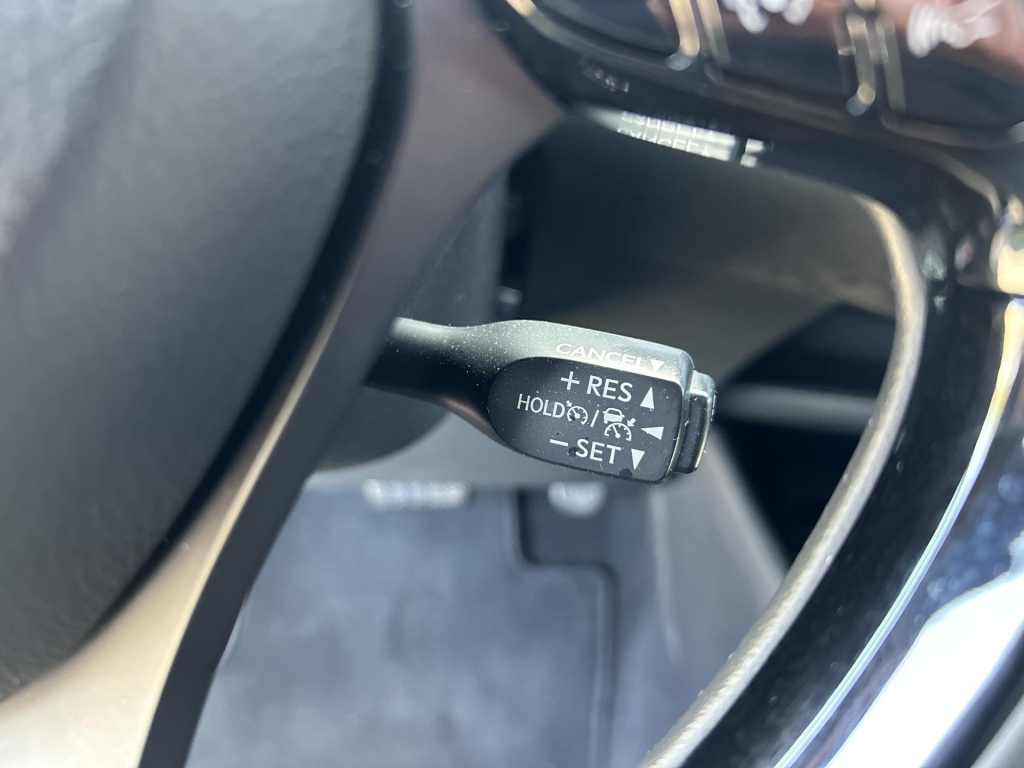 CANCEL▼
+ RES ▲
HOLD / ◀
− SET ▼